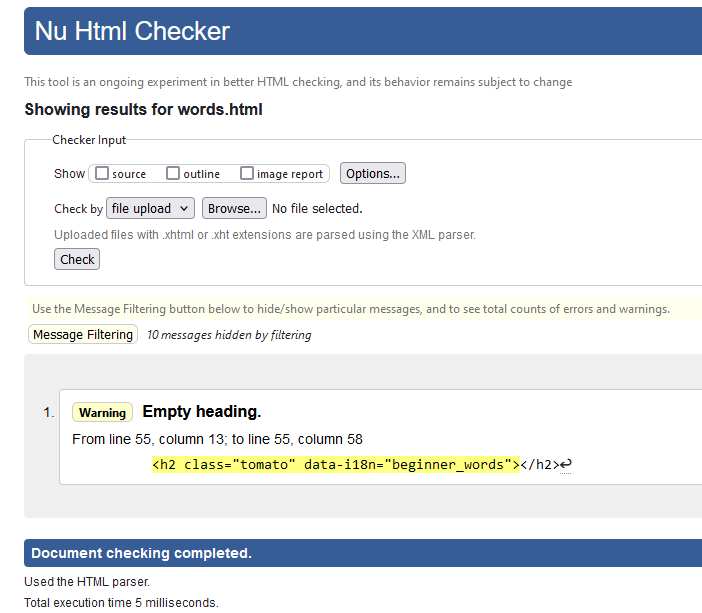 Nu Html Checker
This tool is an ongoing experiment in better HTML checking, and its behavior remains subject to change
Showing results for words.html
Checker Input
Show source outline image report Options...
Check by file upload Browse... No file selected.
Uploaded files with .xhtml or .xht extensions are parsed using the XML parser.
Check
Use the Message Filtering button below to hide/show particular messages, and to see total counts of errors and warnings.
Message Filtering 10 messages hidden by filtering
1. Warning Empty heading.
From line 55, column 13; to line 55, column 58
<h2 class="tomato" data-i18n="beginner_words"></h2>↩
Document checking completed.
Used the HTML parser.
Total execution time 5 milliseconds.